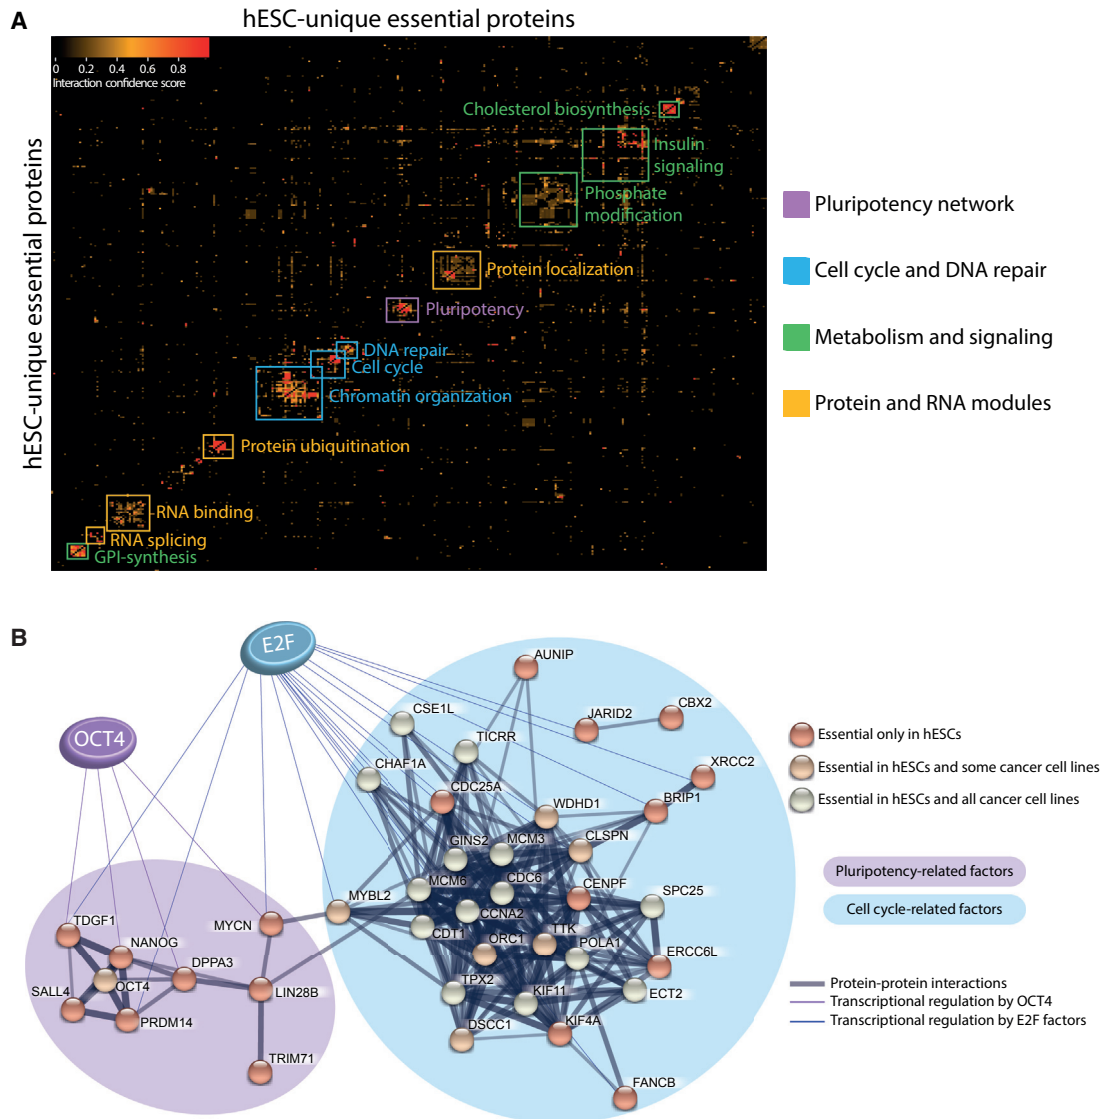 A
hESC-unique essential proteins
hESC-unique essential proteins
0 0.2 0.4 0.6 0.8
Interaction confidence score
Cholesterol biosynthesis
Insulin
signaling
Phosphate
modification
Protein localization
Pluripotency
DNA repair
Cell cycle
Chromatin organization
Protein ubiquitination
RNA binding
RNA splicing
GPI-synthesis
Pluripotency network
Cell cycle and DNA repair
Metabolism and signaling
Protein and RNA modules
B
E2F
OCT4
AUNIP
CBX2
JARID2
CSE1L
TICRR
CHAF1A
CDC25A
XRCC2
BRIP1
WDHD1
GINS2
MCM3
CLSPN
MCM6
CDC6
CENPF
SPC25
MYBL2
CCNA2
CDT1
ORC1
TTK
POLA1
ERCC6L
TPX2
KIF11
ECT2
DSCC1
KIF4A
FANCB
TDGF1
MYCN
NANOG
DPPA3
OCT4
SALL4
LIN28B
PRDM14
TRIM71
Essential only in hESCs
Essential in hESCs and some cancer cell lines
Essential in hESCs and all cancer cell lines
Pluripotency-related factors
Cell cycle-related factors
Protein-protein interactions
Transcriptional regulation by OCT4
Transcriptional regulation by E2F factors